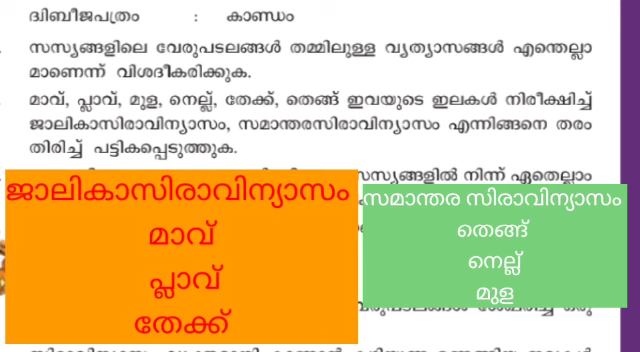 ദ്വിബീജപത്രം : കാണ്ഡം
സസ്യങ്ങളിലെ വേരുപടലങ്ങൾ തമ്മിലുള്ള വ്യത്യാസങ്ങൾ എന്തെല്ലാ
മാണെന്ന് വിശദീകരിക്കുക.
മാവ്, പ്ലാവ്, മുള, നെല്ല്, തേക്ക്, തെങ്ങ് ഇവയുടെ ഇലകൾ നിരീക്ഷിച്ച്
ജാലികാസിരാവിന്യാസം, സമാന്തരസിരാവിന്യാസം എന്നിങ്ങനെ തരം
തിരിച്ച് പട്ടികപ്പെടുത്തുക.
സസ്യങ്ങളിൽ നിന്ന് ഏതെല്ലാം
ജാലികാസിരാവിന്യാസം
മാവ്
പ്ലാവ്
തേക്ക്
സമാന്തര സിരാവിന്യാസം
തെങ്ങ്
നെല്ല്
മുള